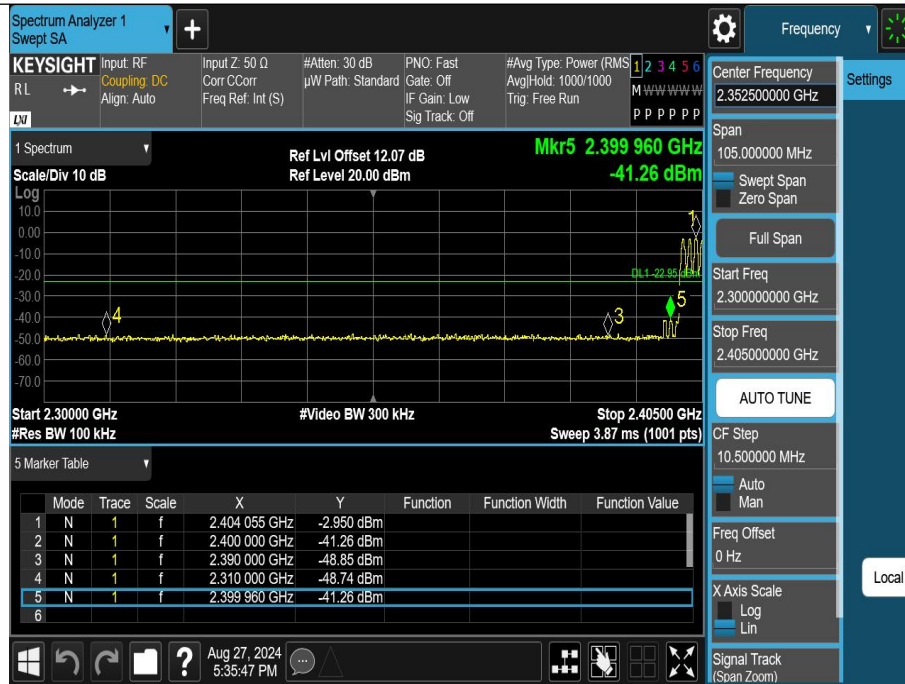 Spectrum Analyzer 1
Swept SA
+
Frequency
KEYSIGHT
RL
LXI
Input: RF
Coupling: DC
Align: Auto
Input Z: 50 Ω
Corr CCorr
Freq Ref: Int (S)
#Atten: 30 dB
µW Path: Standard
PNO: Fast
Gate: Off
IF Gain: Low
Sig Track: Off
#Avg Type: Power (RMS
Avg|Hold: 1000/1000
Trig: Free Run
1 2 3 4 5 6
M W W W W W
P P P P P P
1 Spectrum
Scale/Div 10 dB
Ref Lvl Offset 12.07 dB
Ref Level 20.00 dBm
Mkr5 2.399 960 GHz
-41.26 dBm
Log
10.0
0.00
-10.0
-20.0
-30.0
-40.0
-50.0
-60.0
-70.0
1
DL1 -22.95 dBm
5
4
3
Start 2.30000 GHz
#Res BW 100 kHz
#Video BW 300 kHz
Stop 2.40500 GHz
Sweep 3.87 ms (1001 pts)
5 Marker Table
Mode Trace Scale X Y Function Function Width Function Value
1 N 1 f 2.404 055 GHz -2.950 dBm
2 N 1 f 2.400 000 GHz -41.26 dBm
3 N 1 f 2.390 000 GHz -48.85 dBm
4 N 1 f 2.310 000 GHz -48.74 dBm
5 N 1 f 2.399 960 GHz -41.26 dBm
6
?
Aug 27, 2024
5:35:47 PM
Center Frequency
2.352500000 GHz
Span
105.000000 MHz
Swept Span
Zero Span
Full Span
Start Freq
2.300000000 GHz
Stop Freq
2.405000000 GHz
AUTO TUNE
CF Step
10.500000 MHz
Auto
Man
Freq Offset
0 Hz
X Axis Scale
Log
Lin
Signal Track
(Span Zoom)
Settings
Local